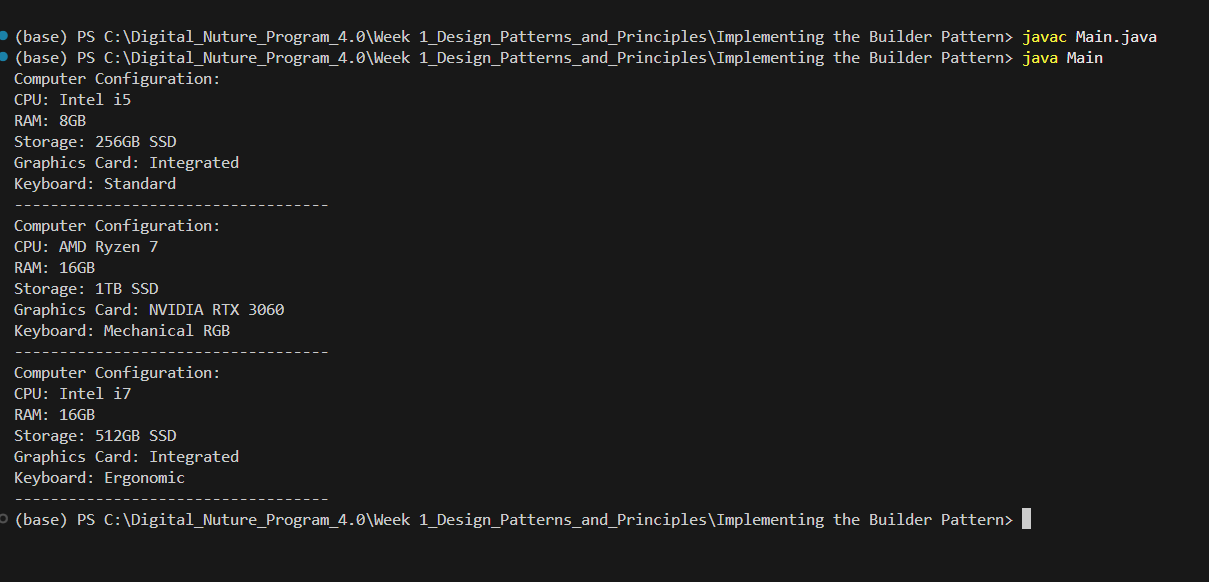 (base) PS C:\Digital_Nuture_Program_4.0\Week 1_Design_Patterns_and_Principles\Implementing the Builder Pattern> javac Main.java
(base) PS C:\Digital_Nuture_Program_4.0\Week 1_Design_Patterns_and_Principles\Implementing the Builder Pattern> java Main
Computer Configuration:
CPU: Intel i5
RAM: 8GB
Storage: 256GB SSD
Graphics Card: Integrated
Keyboard: Standard
-----------------------------------
Computer Configuration:
CPU: AMD Ryzen 7
RAM: 16GB
Storage: 1TB SSD
Graphics Card: NVIDIA RTX 3060
Keyboard: Mechanical RGB
-----------------------------------
Computer Configuration:
CPU: Intel i7
RAM: 16GB
Storage: 512GB SSD
Graphics Card: Integrated
Keyboard: Ergonomic
-----------------------------------
(base) PS C:\Digital_Nuture_Program_4.0\Week 1_Design_Patterns_and_Principles\Implementing the Builder Pattern>